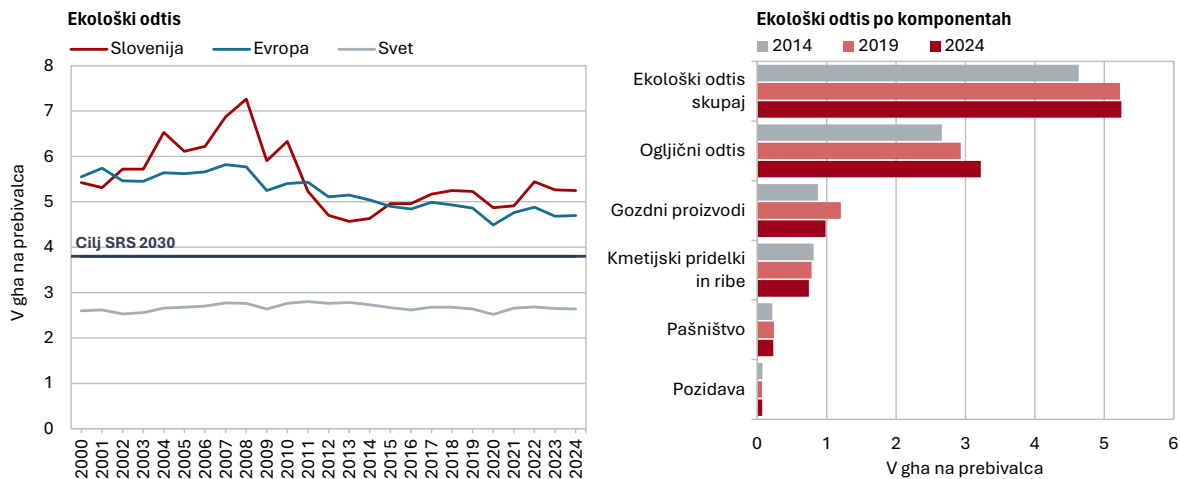 Ekološki odtis
Slovenija Evropa Svet
V gha na prebivalca
8
7
6
5
4
3
2
1
0
Cilj SRS 2030
2000 2001 2002 2003 2004 2005 2006 2007 2008 2009 2010 2011 2012 2013 2014 2015 2016 2017 2018 2019 2020 2021 2022 2023 2024
Ekološki odtis po komponentah
2014 2019 2024
Ekološki odtis
skupaj
Ogljični odtis
Gozdni proizvodi
Kmetijski pridelki
in ribe
Pašništvo
Pozidava
0 1 2 3 4 5 6
V gha na prebivalca